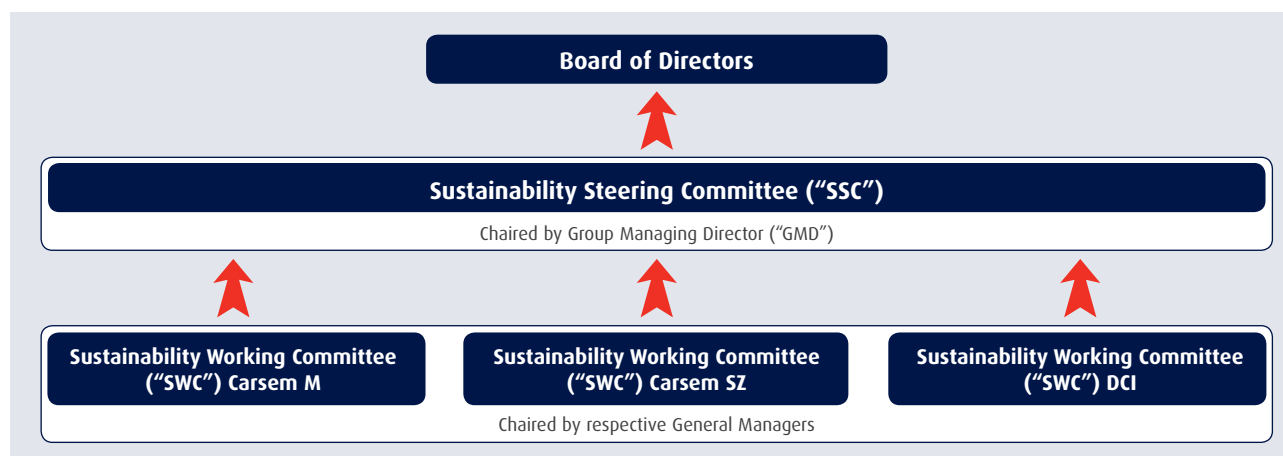 Board of Directors
Sustainability Steering Committee (“SSC”)
Chaired by Group Managing Director (“GMD”)
Sustainability Working Committee
(“SWC”) Carsem M
Sustainability Working Committee
(“SWC”) Carsem SZ
Sustainability Working Committee
(“SWC”) DCI
Chaired by respective General Managers